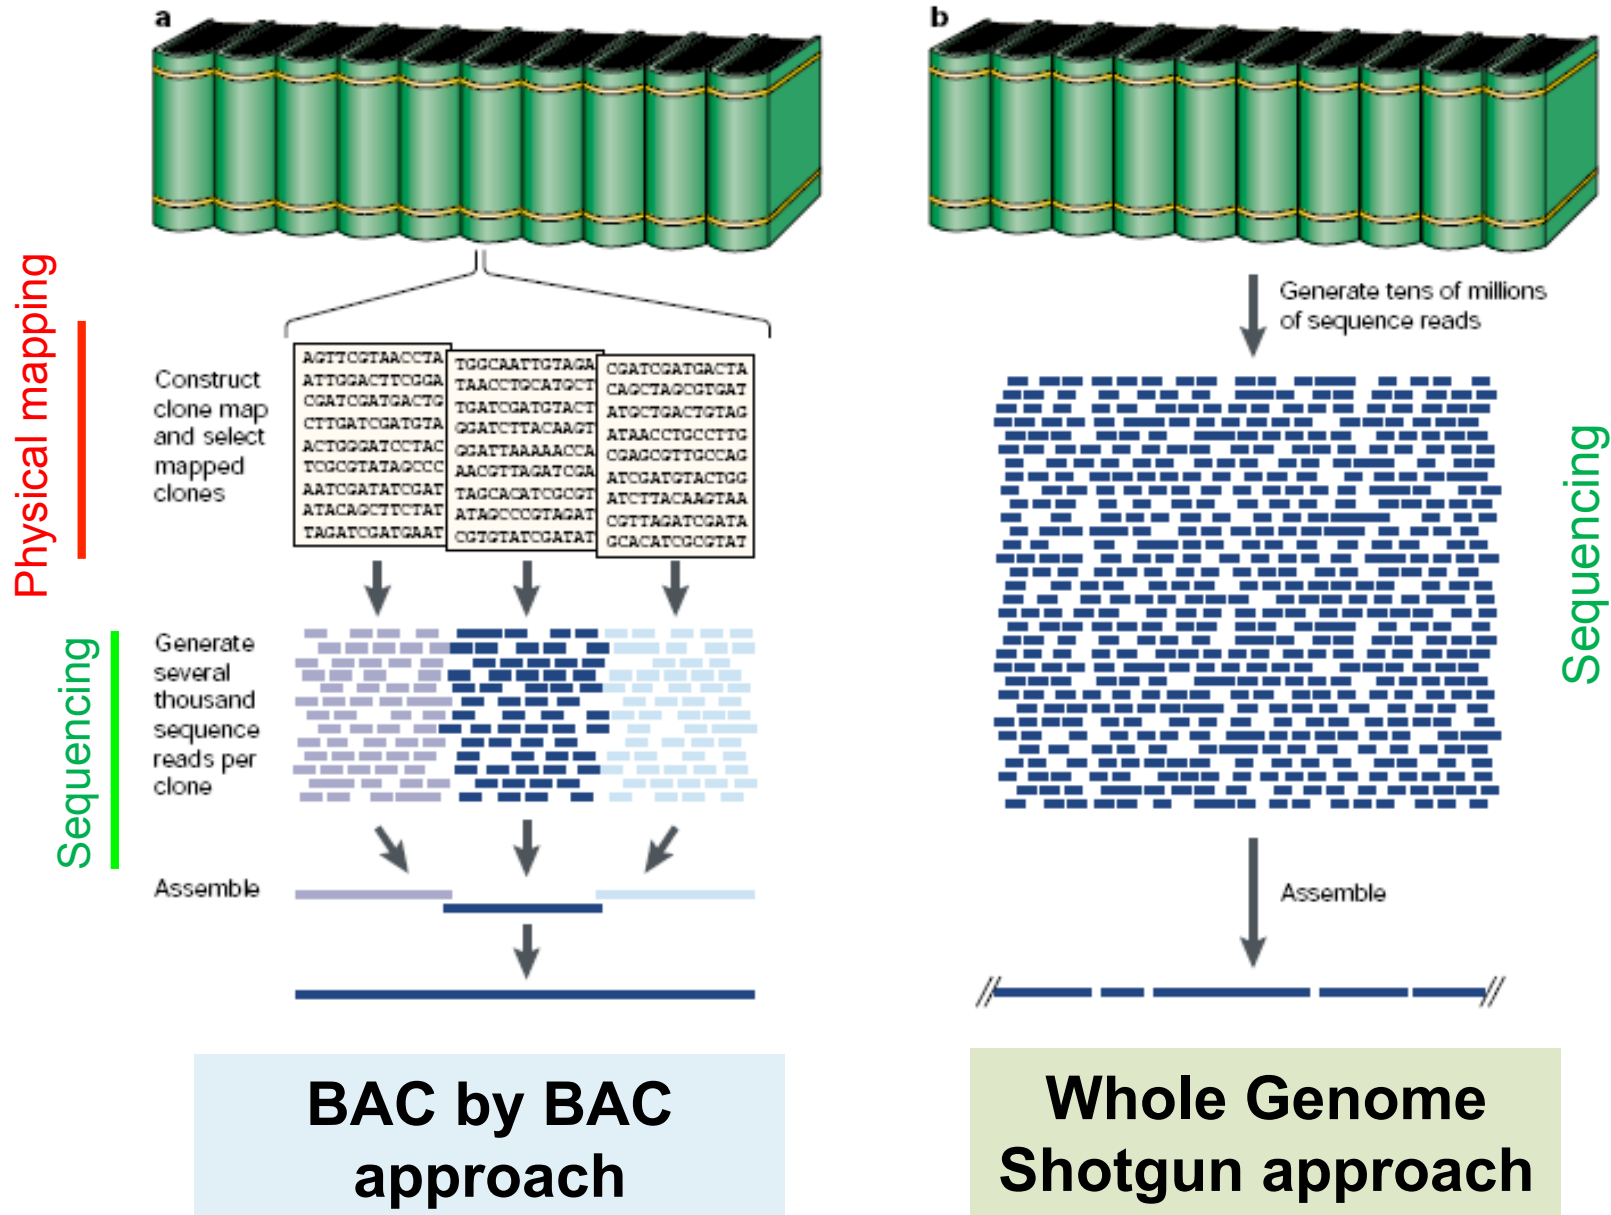 a
Physical mapping
Construct
clone map
and select
mapped
clones
AGTTCGTAACCTA
ATTGGACTTCGGA
CGATCGATGACTG
CTTGATCGATGTA
ACTGGGATCCTAC
TCGCGTATAGCCC
AATCGATATCGAT
ATACAGCTTCTAT
TAGATCGATGAAT
TGGCAATTGTAGA
TAACCTGCATGCT
TGATCGATGTACT
GGATCTTACAAGT
GGATTAAAAACCA
AACGTTAGATCGA
TAGCACATCGCGT
ATAGCCCGTAGAT
CGTGTATCGATAT
CGATCGATGACTA
CAGCTAGCGTGAT
ATGCTGACTGTAG
ATAACCTGCCTTG
CGAGCGTTGCCAG
ATCGATGTACTGG
ATCTTACAAGTAA
CGTTAGATCGATA
GCACATCGCGTAT
Sequencing
Generate
several
thousand
sequence
reads per
clone
Assemble
BAC by BAC
approach
b
Generate tens of millions
of sequence reads
Sequencing
Assemble
Whole Genome
Shotgun approach